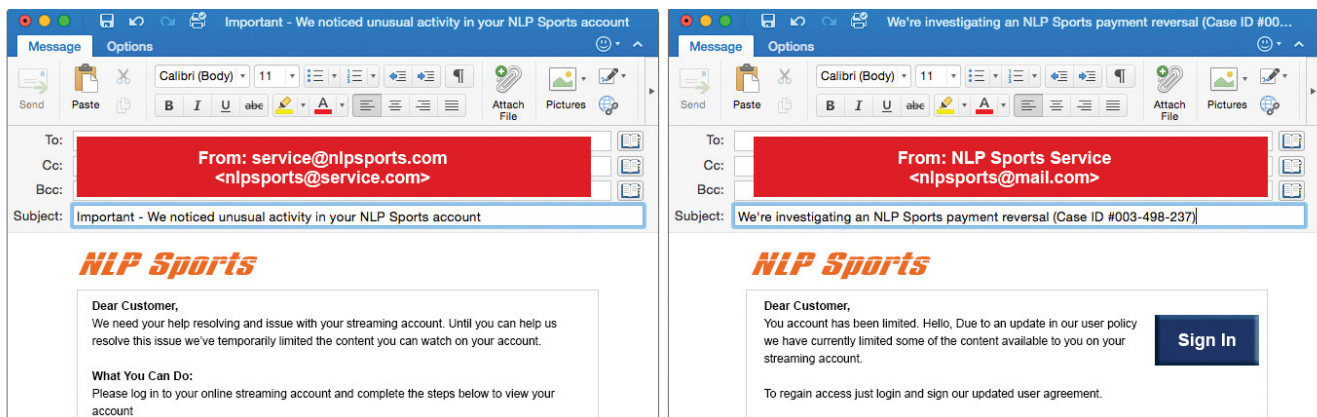 Important - We noticed unusual activity in your NLP Sports account
Message Options
Calibri (Body) 11
B I U abc A
Send Paste Attach File Pictures
To:
Cc:
Bcc:
From: service@nlpsports.com
<nlpsports@service.com>
Subject: Important - We noticed unusual activity in your NLP Sports account
NLP Sports
Dear Customer,
We need your help resolving and issue with your streaming account. Until you can help us
resolve this issue we've temporarily limited the content you can watch on your account.
What You Can Do:
Please log in to your online streaming account and complete the steps below to view your
account
We're investigating an NLP Sports payment reversal (Case ID #00...
Message Options
Calibri (Body) 11
B I U abc A
Send Paste Attach File Pictures
To:
Cc:
Bcc:
From: NLP Sports Service
<nlpsports@mail.com>
Subject: We're investigating an NLP Sports payment reversal (Case ID #003-498-237)
NLP Sports
Dear Customer,
You account has been limited. Hello, Due to an update in our user policy
we have currently limited some of the content available to you on your
streaming account.
Sign In
To regain access just login and sign our updated user agreement.